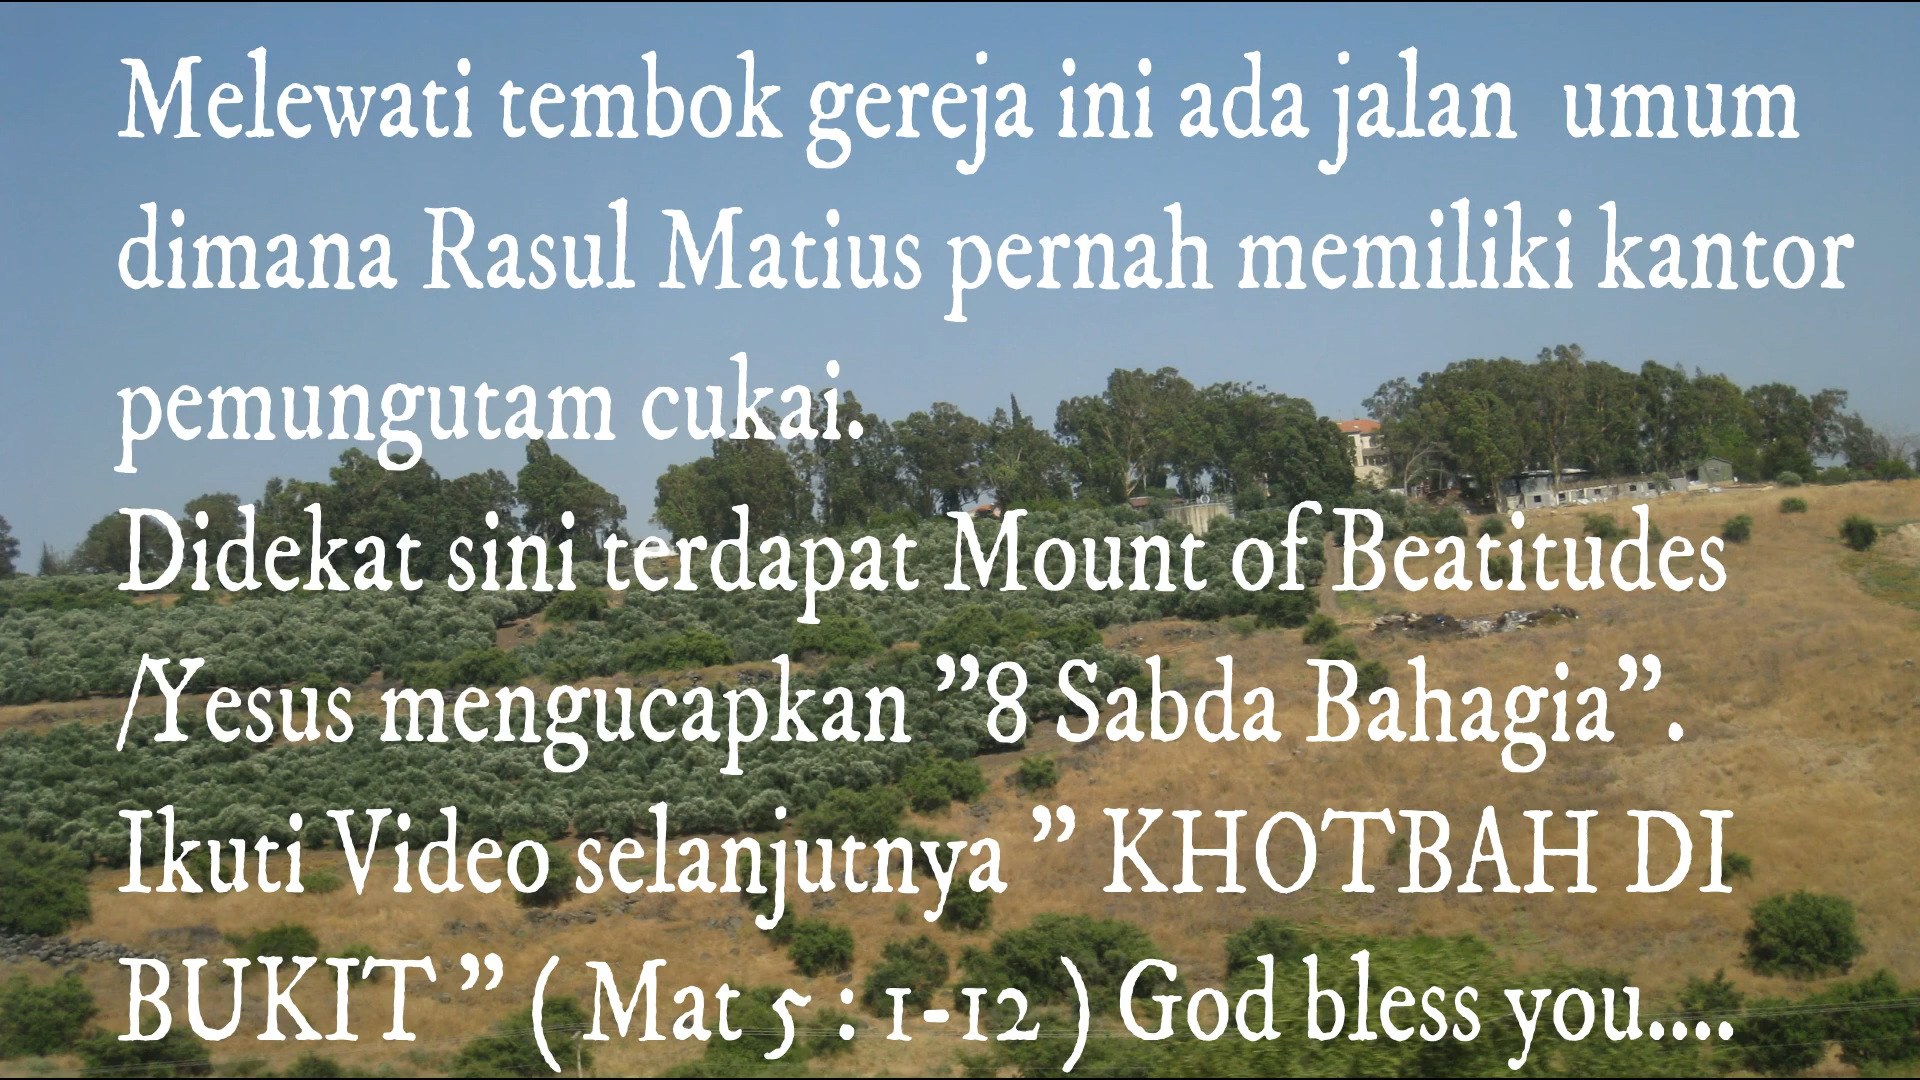 Melewati tembok gereja ini ada jalan  umum
dimana Rasul Matius pernah memiliki kantor
pemungutam cukai.
Didekat sini terdapat Mount of Beatitudes
/Yesus mengucapkan ”8 Sabda Bahagia”.
Ikuti Video selanjutnya ” KHOTBAH DI
BUKIT ” ( Mat 5 : 1-12 ) God bless you....